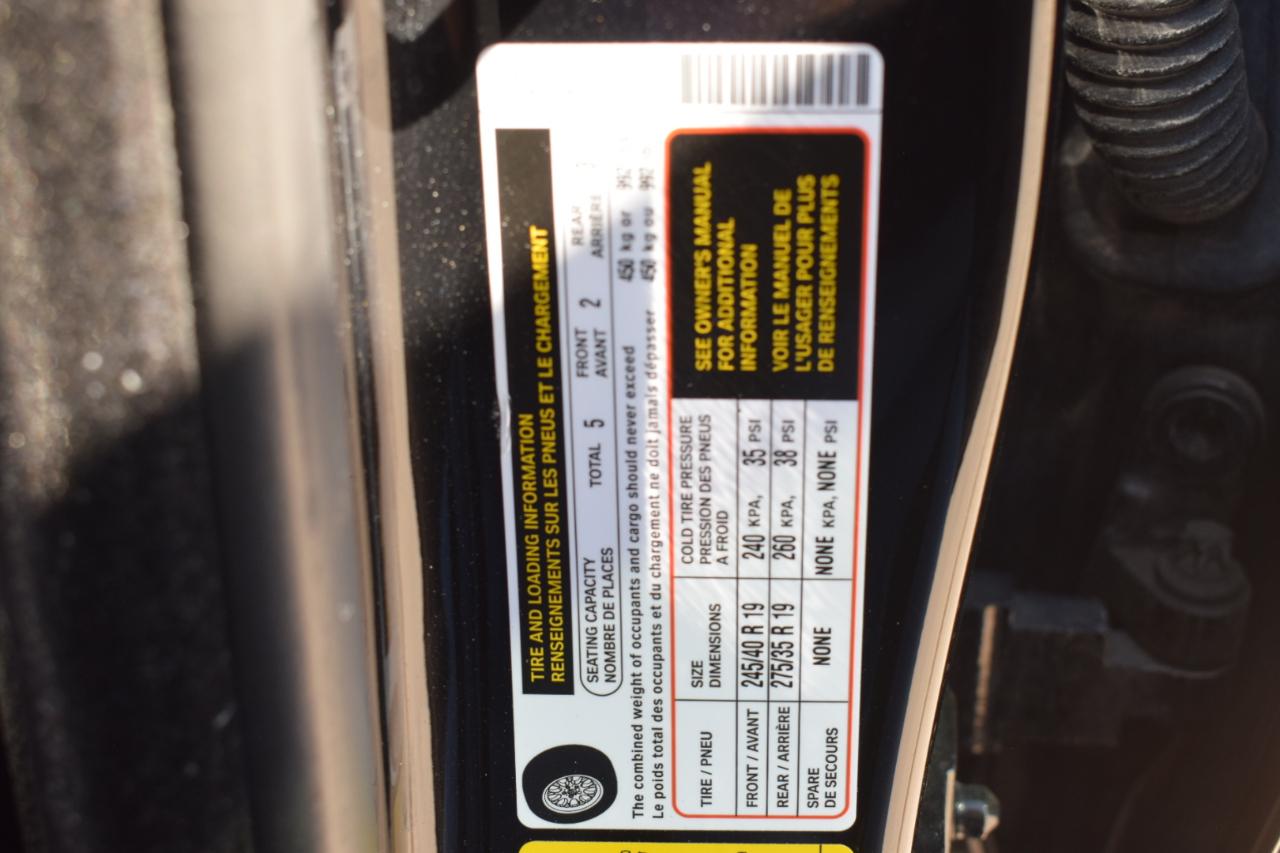 TIRE AND LOADING INFORMATION
RENSEIGNEMENTS SUR LES PNEUS ET LE CHARGEMENT
SEATING CAPACITY TOTAL 5 FRONT 2 REAR
NOMBRE DE PLACES AVANT ARRIÈRE
The combined weight of occupants and cargo should never exceed 450 kg or
Le poids total des occupants et du chargement ne doit jamais dépasser 450 kg ou
TIRE / PNEU SIZE COLD TIRE PRESSURE
DIMENSIONS PRESSION DES PNEUS
A FROID
FRONT / AVANT 245/40 R 19 240 KPA, 35 PSI
REAR / ARRIÈRE 275/35 R 19 260 KPA, 38 PSI
SPARE NONE NONE KPA, NONE PSI
DE SECOURS
SEE OWNER'S MANUAL
FOR ADDITIONAL
INFORMATION
VOIR LE MANUEL DE
L'USAGER POUR PLUS
DE RENSEIGNEMENTS